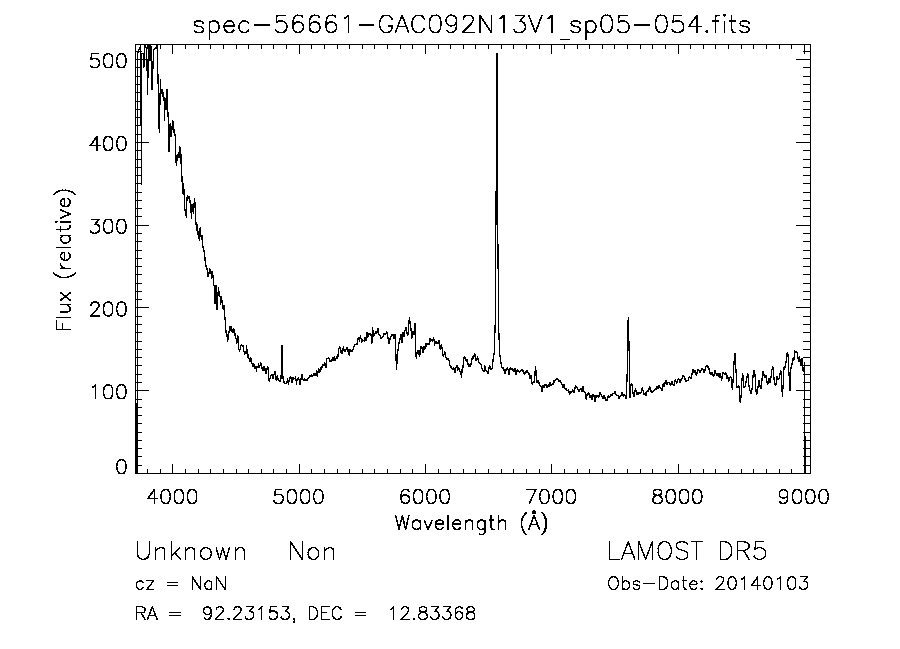 spec-56661-GAC092N13V1_sp05-054.fits
500
400
300
200
100
0
Flux (relative)
4000 5000 6000 7000 8000 9000
Wavelength (Å)
Unknown Non LAMOST DR5
cz = NaN Obs-Date: 20140103
RA = 92.23153, DEC = 12.83368